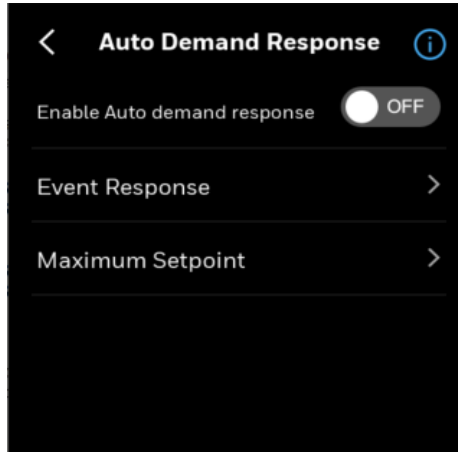 Auto Demand Response
Enable Auto demand response
OFF
Event Response
Maximum Setpoint